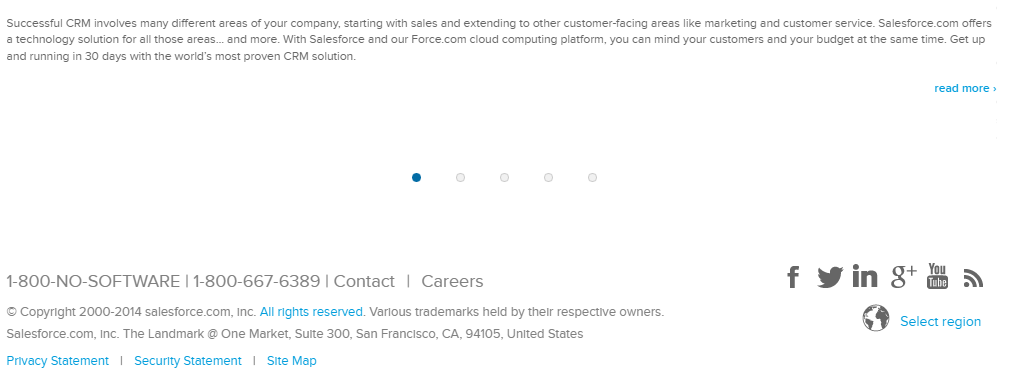 Successful CRM involves many different areas of your company, starting with sales and extending to other customer-facing areas like marketing and customer service. Salesforce.com offers
a technology solution for all those areas... and more. With Salesforce and our Force.com cloud computing platform, you can mind your customers and your budget at the same time. Get up
and running in 30 days with the world's most proven CRM solution.
read more ›
1-800-NO-SOFTWARE | 1-800-667-6389 | Contact | Careers
f in g+ You Tube
© Copyright 2000-2014 salesforce.com, inc. All rights reserved. Various trademarks held by their respective owners.
Select region
Salesforce.com, inc. The Landmark @ One Market, Suite 300, San Francisco, CA, 94105, United States
Privacy Statement | Security Statement | Site Map